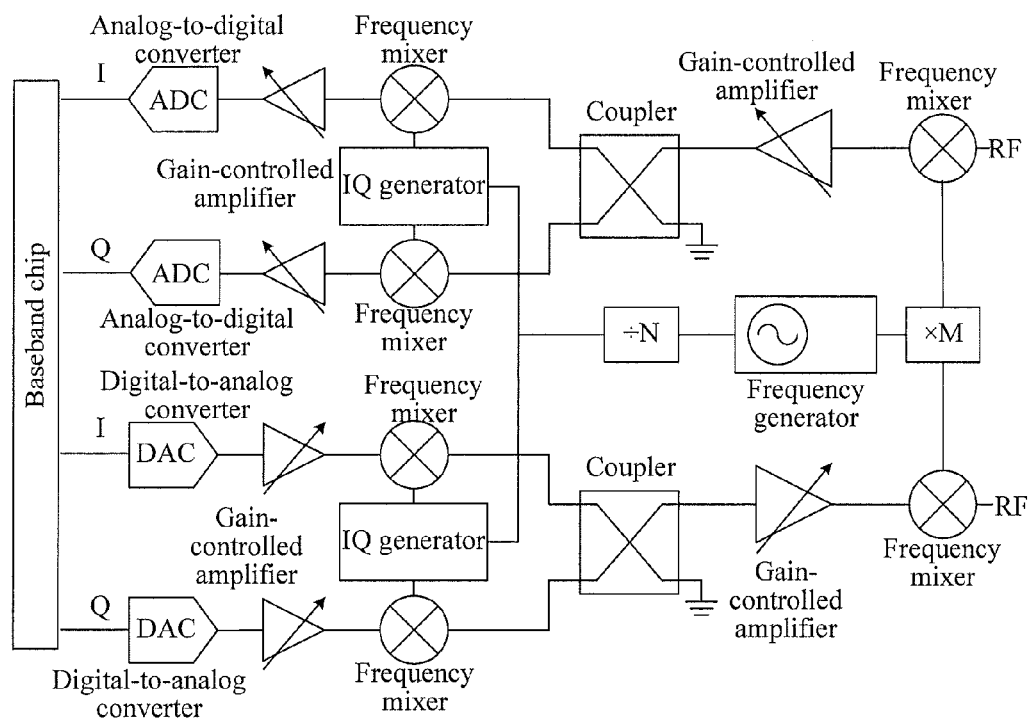 Analog-to-digital
converter
I
ADC
Frequency
mixer
Gain-controlled
amplifier
Frequency
mixer
Coupler
RF
Gain-controlled
amplifier
IQ generator
Q
ADC
Analog-to-digital
converter
Frequency
mixer
Baseband chip
÷N
Frequency
generator
×M
Digital-to-analog
converter
I
DAC
Frequency
mixer
Coupler
Gain-
controlled
amplifier
IQ generator
RF
Frequency
mixer
Gain-
controlled
amplifier
Q
DAC
Digital-to-analog
converter
Frequency
mixer